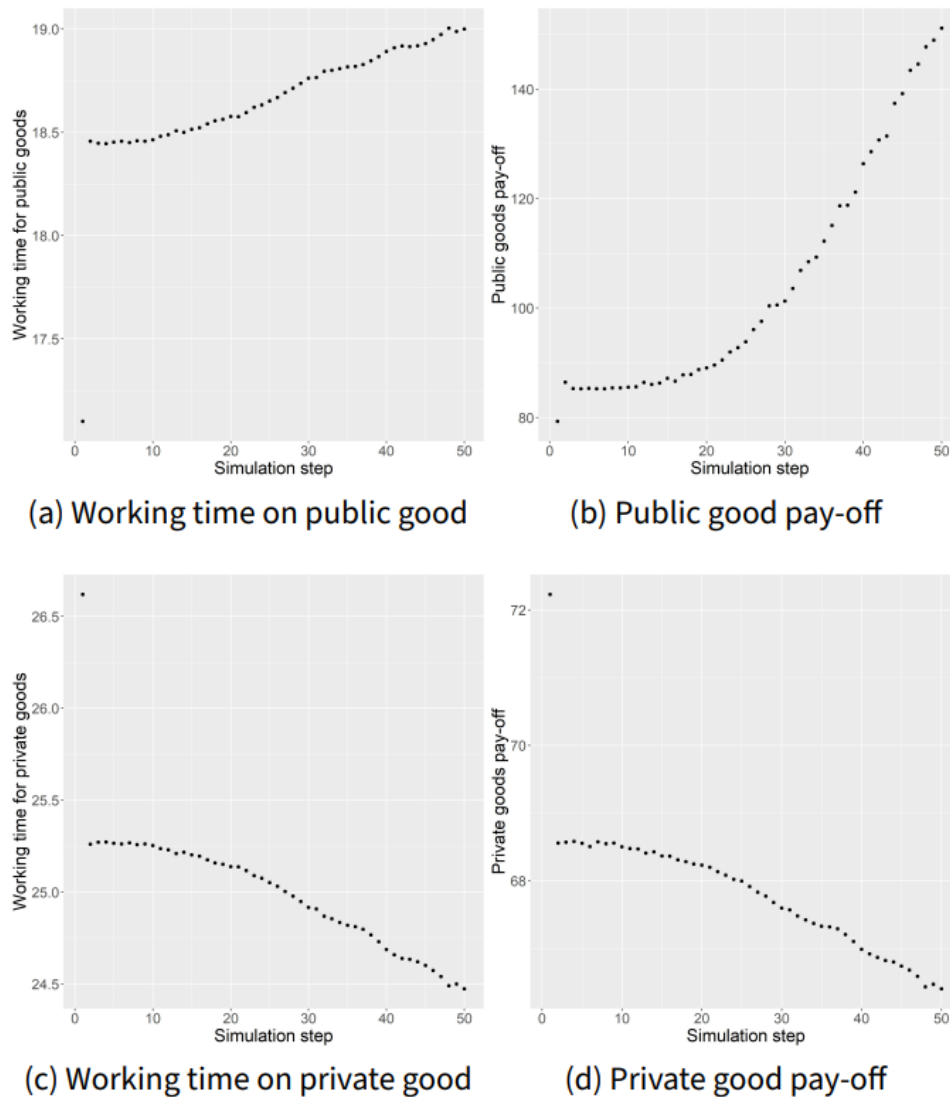 19.0
18.5
18.0
17.5
Working time for public goods
0 10 20 30 40 50
Simulation step
(a) Working time on public good
140
120
100
80
Public goods pay-off
0 10 20 30 40 50
Simulation step
(b) Public good pay-off
26.5
26.0
25.5
25.0
24.5
Working time for private goods
0 10 20 30 40 50
Simulation step
(c) Working time on private good
72
70
68
Private goods pay-off
0 10 20 30 40 50
Simulation step
(d) Private good pay-off